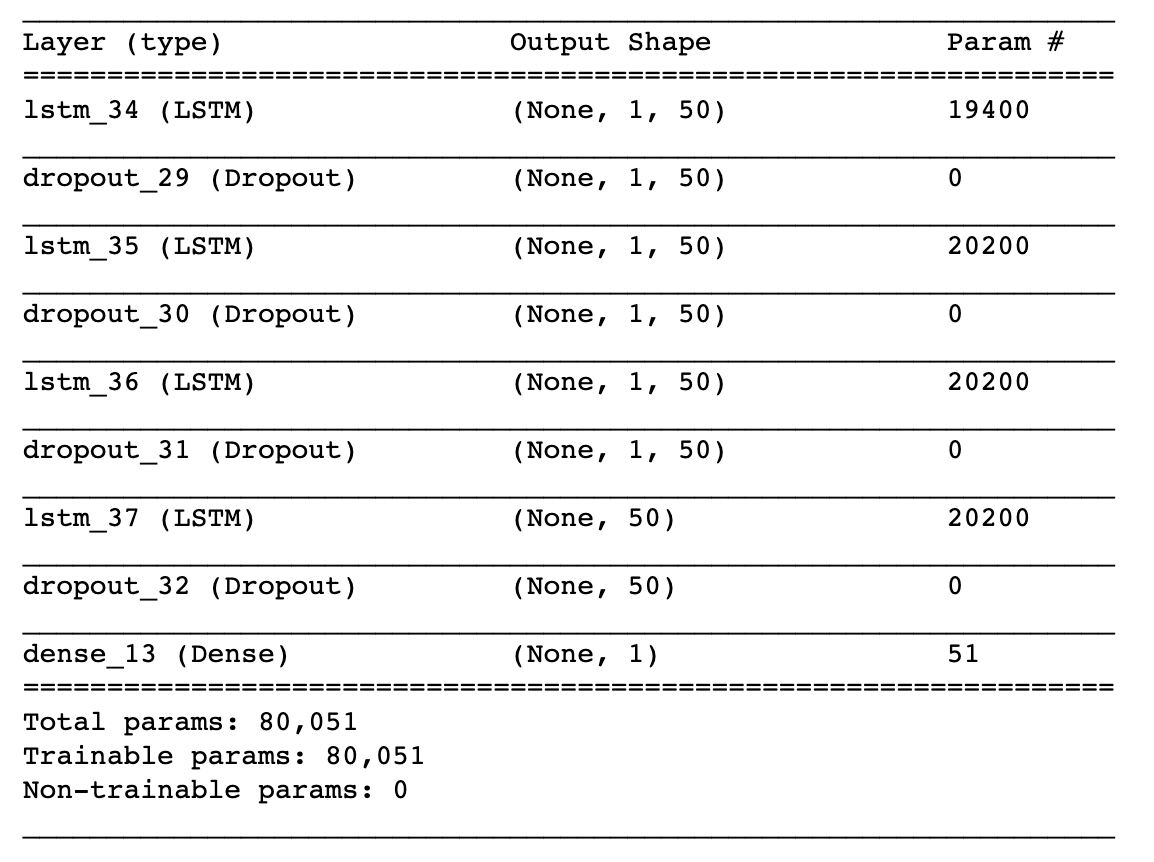 Layer (type) Output Shape Param #
=================================================================
lstm_34 (LSTM) (None, 1, 50) 19400
dropout_29 (Dropout) (None, 1, 50) 0
lstm_35 (LSTM) (None, 1, 50) 20200
dropout_30 (Dropout) (None, 1, 50) 0
lstm_36 (LSTM) (None, 1, 50) 20200
dropout_31 (Dropout) (None, 1, 50) 0
lstm_37 (LSTM) (None, 50) 20200
dropout_32 (Dropout) (None, 50) 0
dense_13 (Dense) (None, 1) 51
=================================================================
Total params: 80,051
Trainable params: 80,051
Non-trainable params: 0